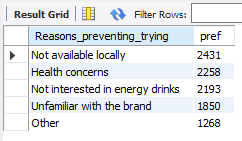 Result Grid Filter Rows:
Reasons_preventing_trying pref
Not available locally 2431
Health concerns 2258
Not interested in energy drinks 2193
Unfamiliar with the brand 1850
Other 1268